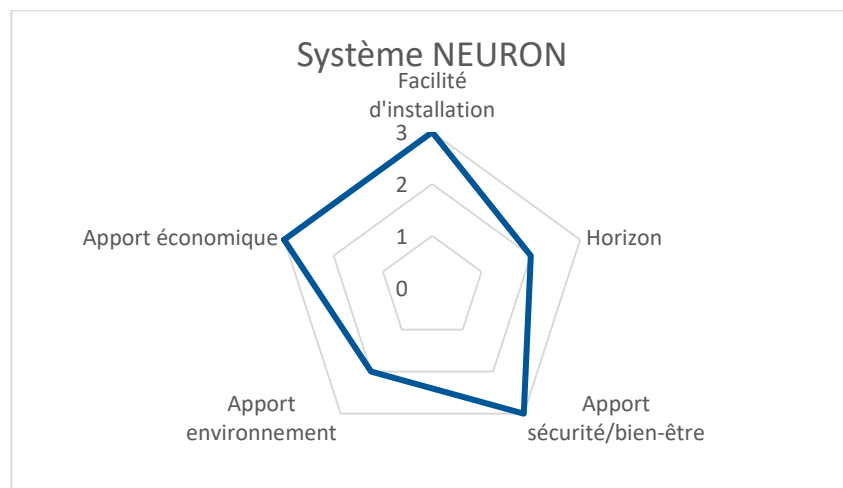 Système NEURON
Facilité
d'installation
3
2
1
0
Horizon
Apport
sécurité/bien-être
Apport
environnement
Apport économique